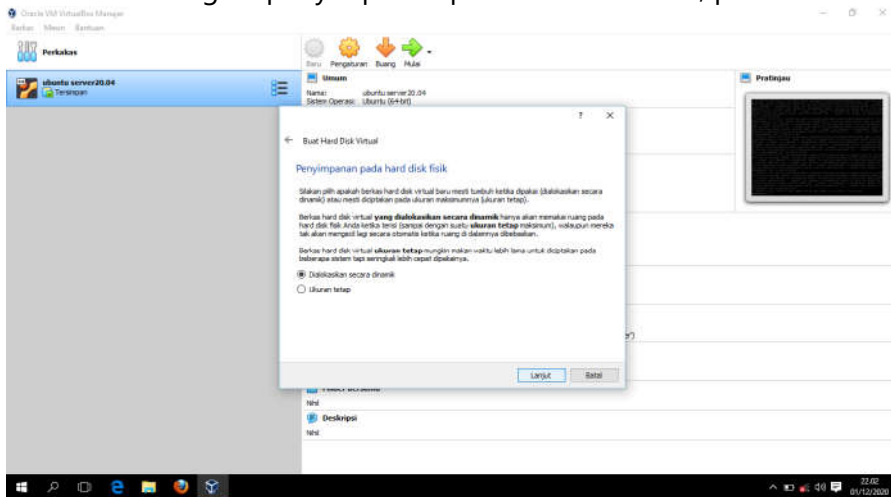 Oracle VM VirtualBox Manager
Berkas Mesin Bantuan
Perkakas
Baru Pengaturan Buang Mulai
ubuntu server20.04
Tersimpan
Umum
Nama: ubuntu server20.04
Sistem Operasi: Ubuntu (64-bit)
Pratinjau
Buat Hard Disk Virtual
Penyimpanan pada hard disk fisik
Silakan pilih apakah berkas hard disk virtual baru mesti tumbuh ketika dipakai (dialokasikan secara
dinamik) atau mesti diciptakan pada ukuran maksimumnya (ukuran tetap).
Berkas hard disk virtual yang dialokasikan secara dinamik hanya akan memakai ruang pada
hard disk fisik Anda ketika terisi (sampai dengan suatu ukuran tetap maksimum), walaupun mereka
tak akan mengecil lagi secara otomatis ketika ruang di dalamnya dibebaskan.
Berkas hard disk virtual ukuran tetap mungkin makan waktu lebih lama untuk diciptakan pada
beberapa sistem tapi seringkali lebih cepat dipakainya.
Dialokasikan secara dinamik
Ukuran tetap
Lanjut Batal
Nihil
Deskripsi
Nihil
22.02
01/12/2020